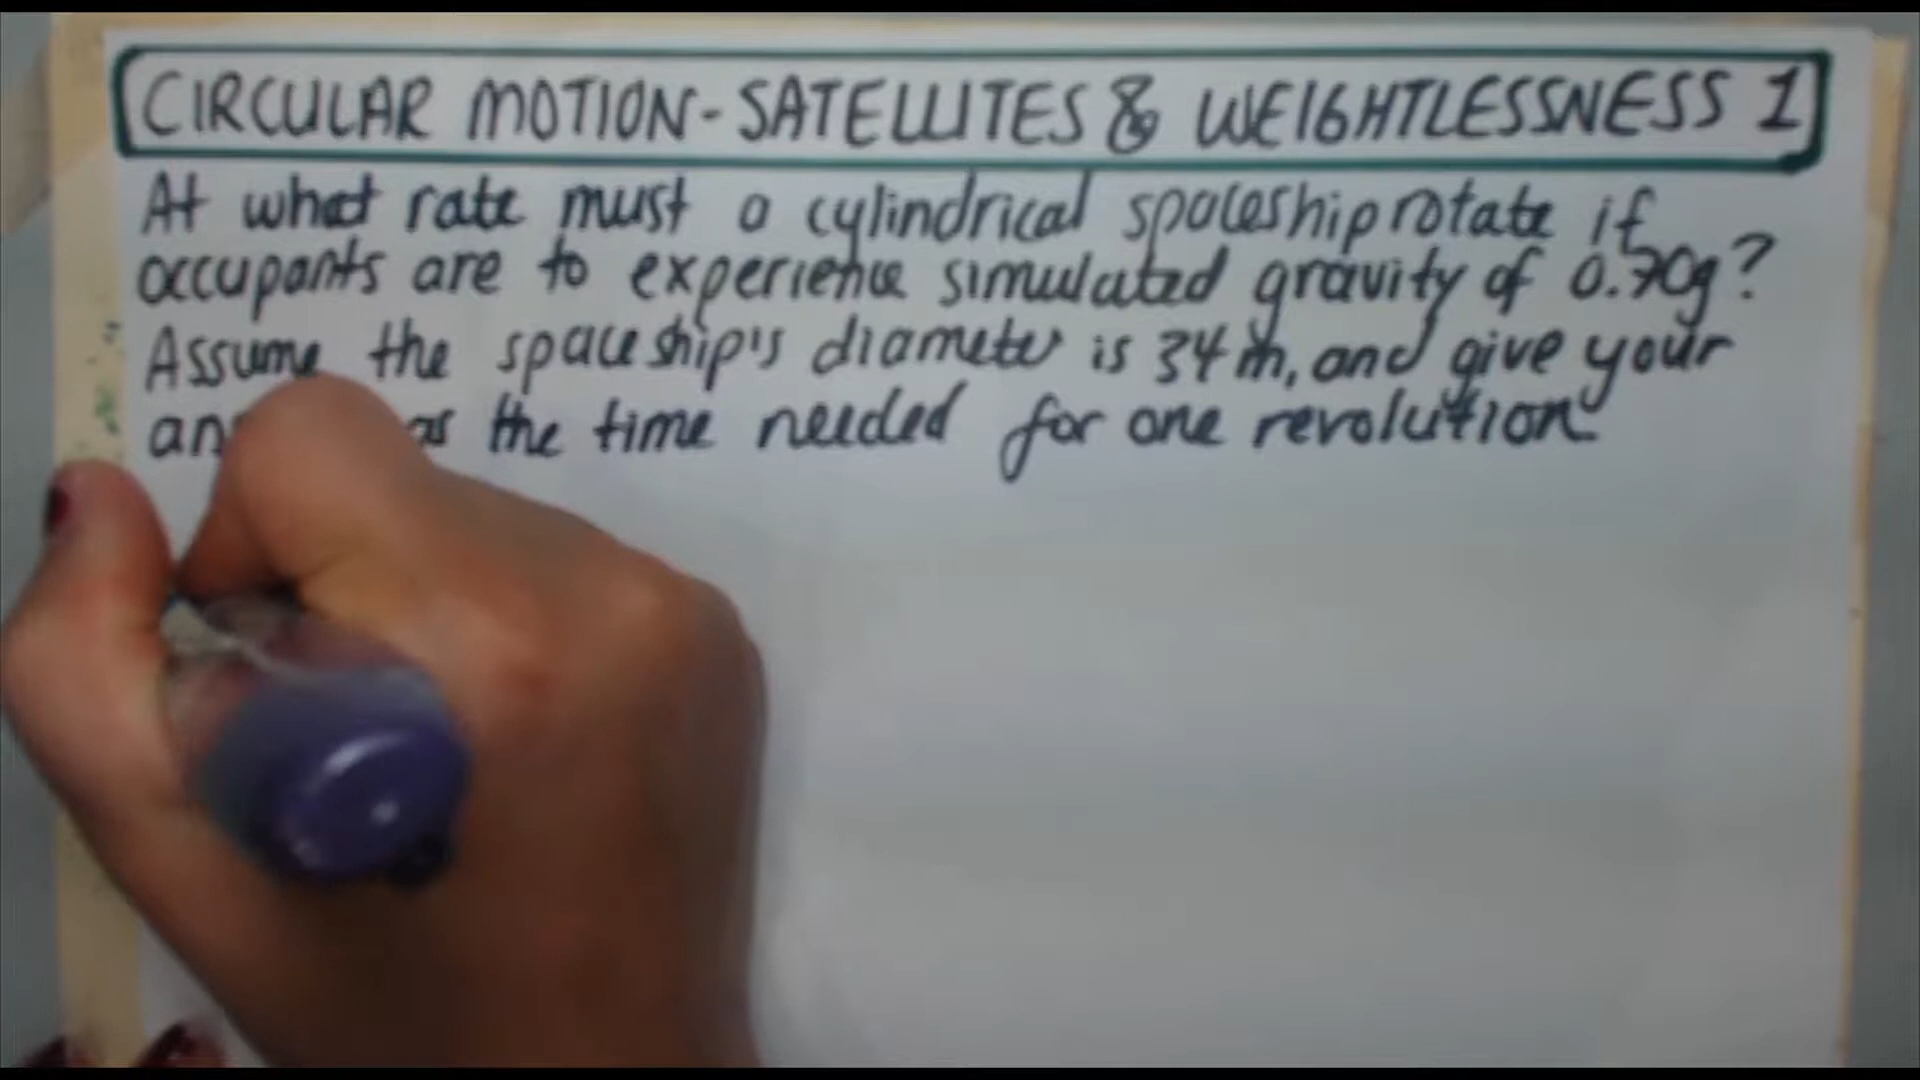 CIRCULAR MOTION-SATELLITES & WEIGHTLESSNESS 1
At what rate must a cylindrical spaceship rotate if
occupants are to experience simulated gravity of 0.70g?
Assume the spaceship's diameter is 34 m, and give your
as the time needed for one revolution